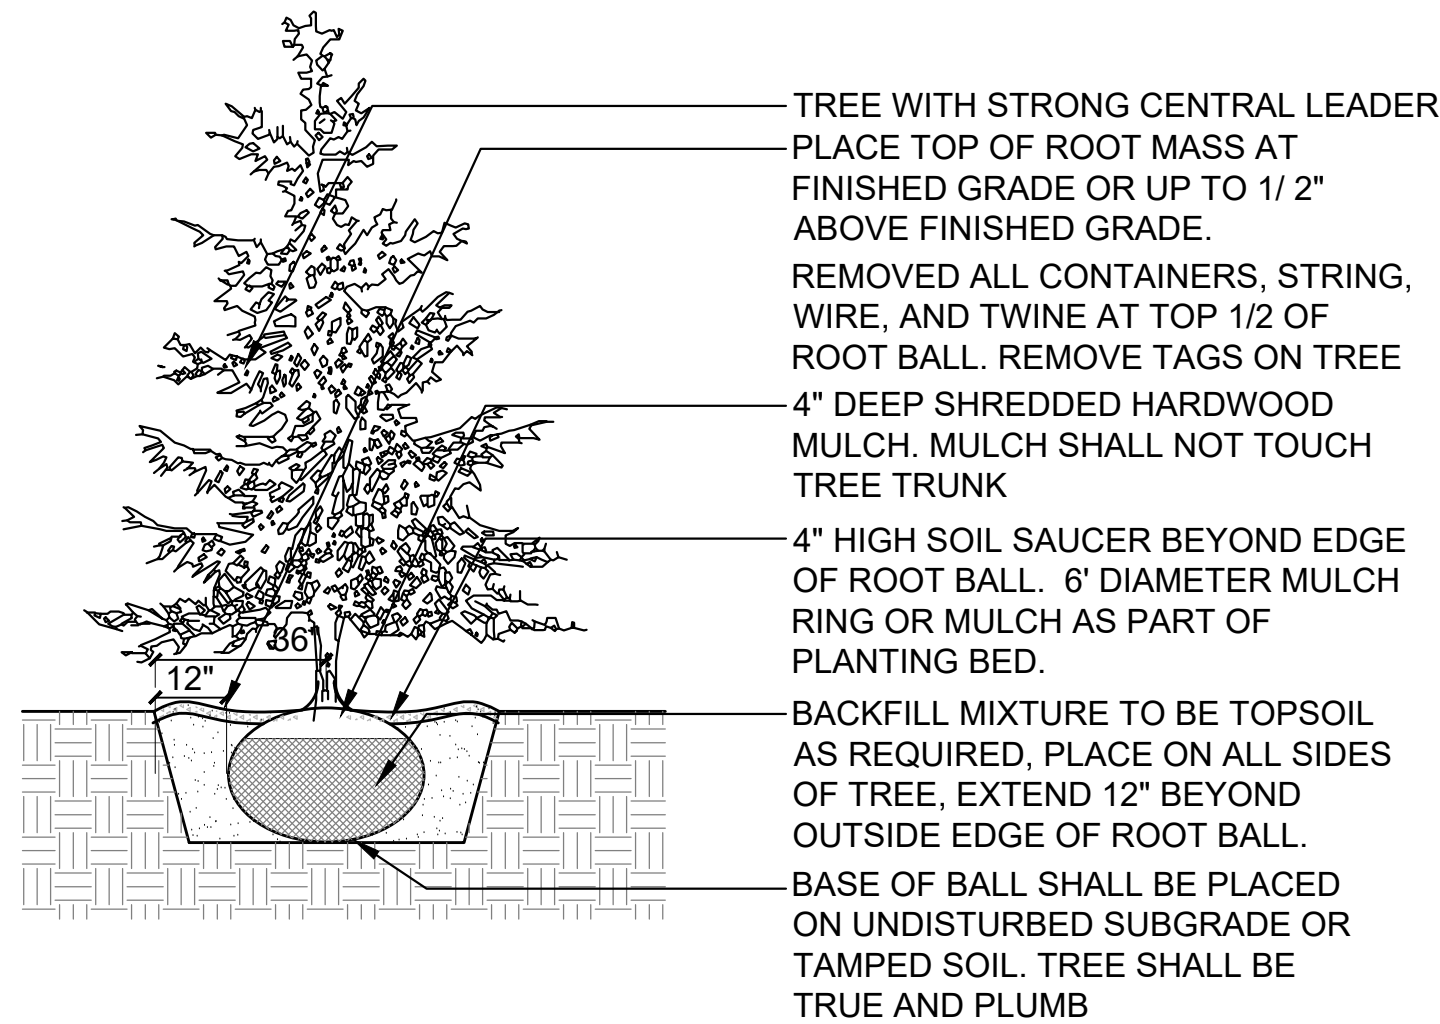 TREE WITH STRONG CENTRAL LEADER
PLACE TOP OF ROOT MASS AT
FINISHED GRADE OR UP TO 1/ 2"
ABOVE FINISHED GRADE.
REMOVED ALL CONTAINERS, STRING,
WIRE, AND TWINE AT TOP 1/2 OF
ROOT BALL. REMOVE TAGS ON TREE
4" DEEP SHREDDED HARDWOOD
MULCH. MULCH SHALL NOT TOUCH
TREE TRUNK
4" HIGH SOIL SAUCER BEYOND EDGE
OF ROOT BALL.  6' DIAMETER MULCH
RING OR MULCH AS PART OF
PLANTING BED.
36"
12"
BACKFILL MIXTURE TO BE TOPSOIL
AS REQUIRED, PLACE ON ALL SIDES
OF TREE, EXTEND 12" BEYOND
OUTSIDE EDGE OF ROOT BALL.
BASE OF BALL SHALL BE PLACED
ON UNDISTURBED SUBGRADE OR
TAMPED SOIL. TREE SHALL BE
TRUE AND PLUMB